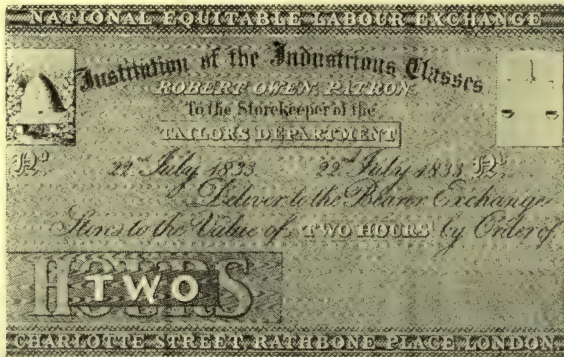 NATIONAL EQUITABLE LABOUR EXCHANGE
Institution of the Industrious Classes
ROBERT OWEN, PATRON.
To the Storekeeper of the
TAILORS DEPARTMENT
No. 22nd July 1833. 22nd July 1833. No.
Deliver to the Bearer Exchange
Stores to the Value of TWO HOURS by Order of
HOURS
TWO
CHARLOTTE STREET RATHBONE PLACE LONDON